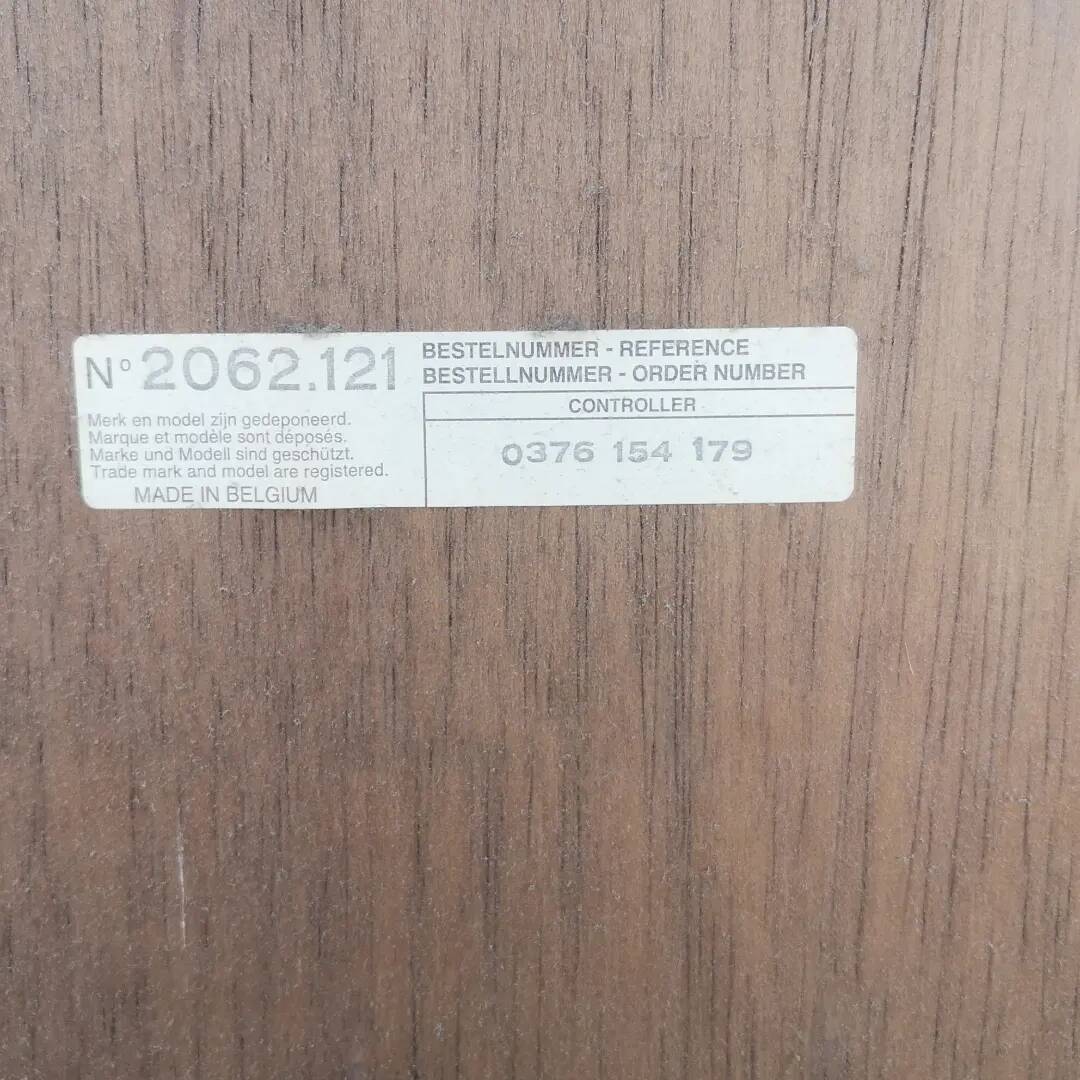 Nº 2062.121
Merk en model zijn gedeponeerd.
Marque et modèle sont déposés.
Marke und Modell sind geschützt.
Trade mark and model are registered.
MADE IN BELGIUM
BESTELNUMMER - REFERENCE
BESTELLNUMMER - ORDER NUMBER
CONTROLLER
0376 154 179